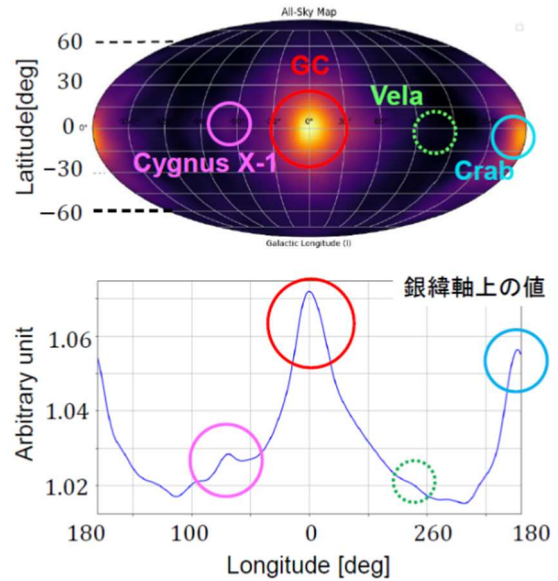 All-Sky Map
60
30
0
−30
−60
Latitude[deg]
0°
0°
GC
Vela
Cygnus X-1
Crab
Galactic Longitude (l)
銀緯軸上の値
1.06
1.04
1.02
Arbitrary unit
180
100
0
260
180
Longitude [deg]